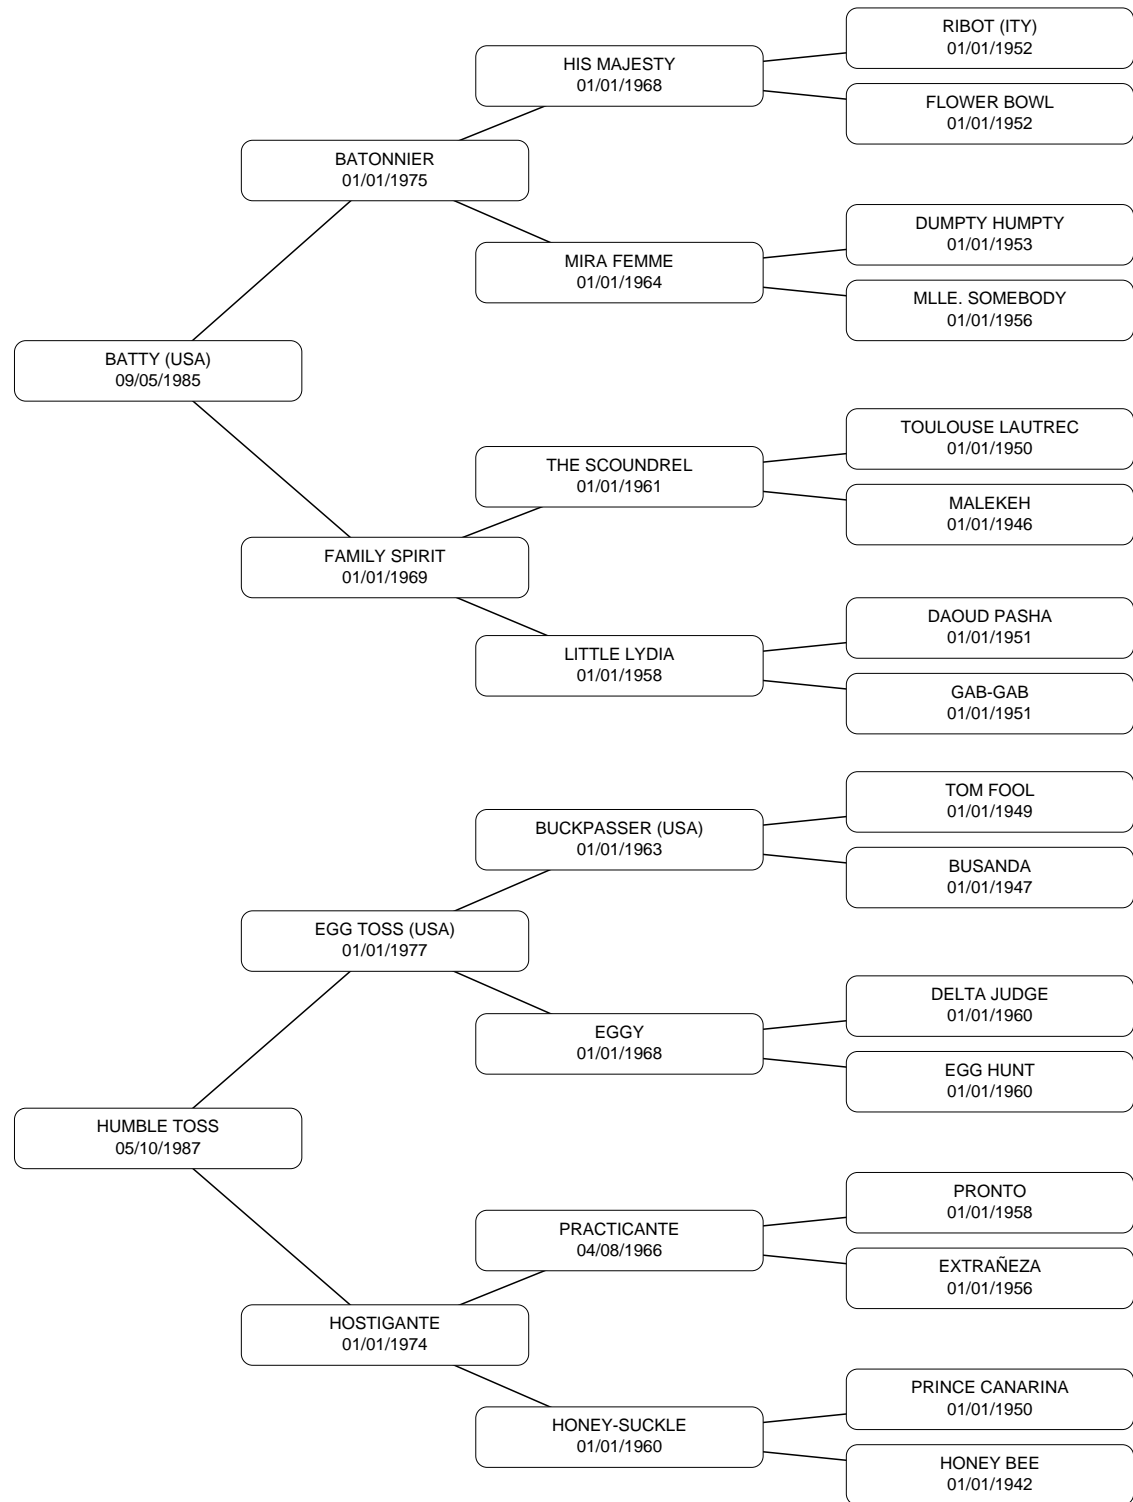 RIBOT (ITY)
01/01/1952
HIS MAJESTY
01/01/1968
FLOWER BOWL
01/01/1952
BATONNIER
01/01/1975
DUMPTY HUMPTY
01/01/1953
MIRA FEMME
01/01/1964
MLLE. SOMEBODY
01/01/1956
BATTY (USA)
09/05/1985
TOULOUSE LAUTREC
01/01/1950
THE SCOUNDREL
01/01/1961
MALEKEH
01/01/1946
FAMILY SPIRIT
01/01/1969
DAOUD PASHA
01/01/1951
LITTLE LYDIA
01/01/1958
GAB-GAB
01/01/1951
TOM FOOL
01/01/1949
BUCKPASSER (USA)
01/01/1963
BUSANDA
01/01/1947
EGG TOSS (USA)
01/01/1977
DELTA JUDGE
01/01/1960
EGGY
01/01/1968
EGG HUNT
01/01/1960
HUMBLE TOSS
05/10/1987
PRONTO
01/01/1958
PRACTICANTE
04/08/1966
EXTRAÑEZA
01/01/1956
HOSTIGANTE
01/01/1974
PRINCE CANARINA
01/01/1950
HONEY-SUCKLE
01/01/1960
HONEY BEE
01/01/1942